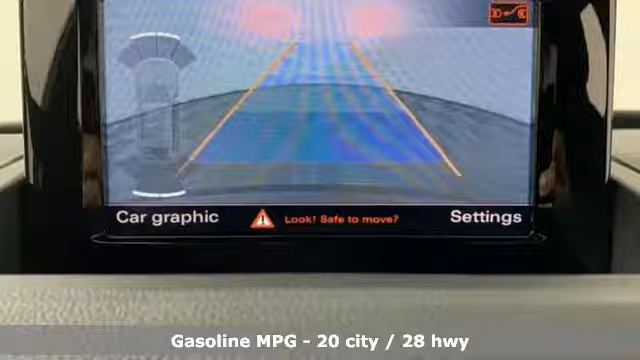 Car graphic
Look! Safe to move?
Settings
Gasoline MPG - 20 city / 28 hwy